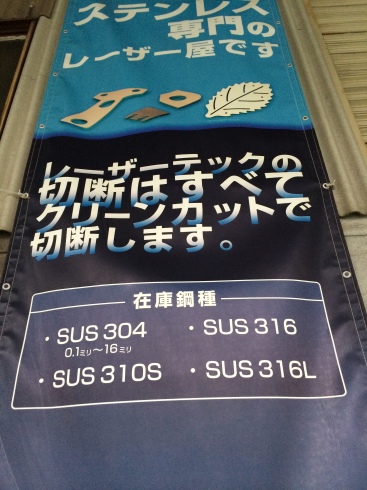 ステンレス
専門の
レーザー屋です
レーザーテックの
切断はすべて
クリーンカットで
切断します。
在庫鋼種
・SUS 304
0.1ミリ〜16ミリ
・SUS 316
・SUS 310S
・SUS 316L